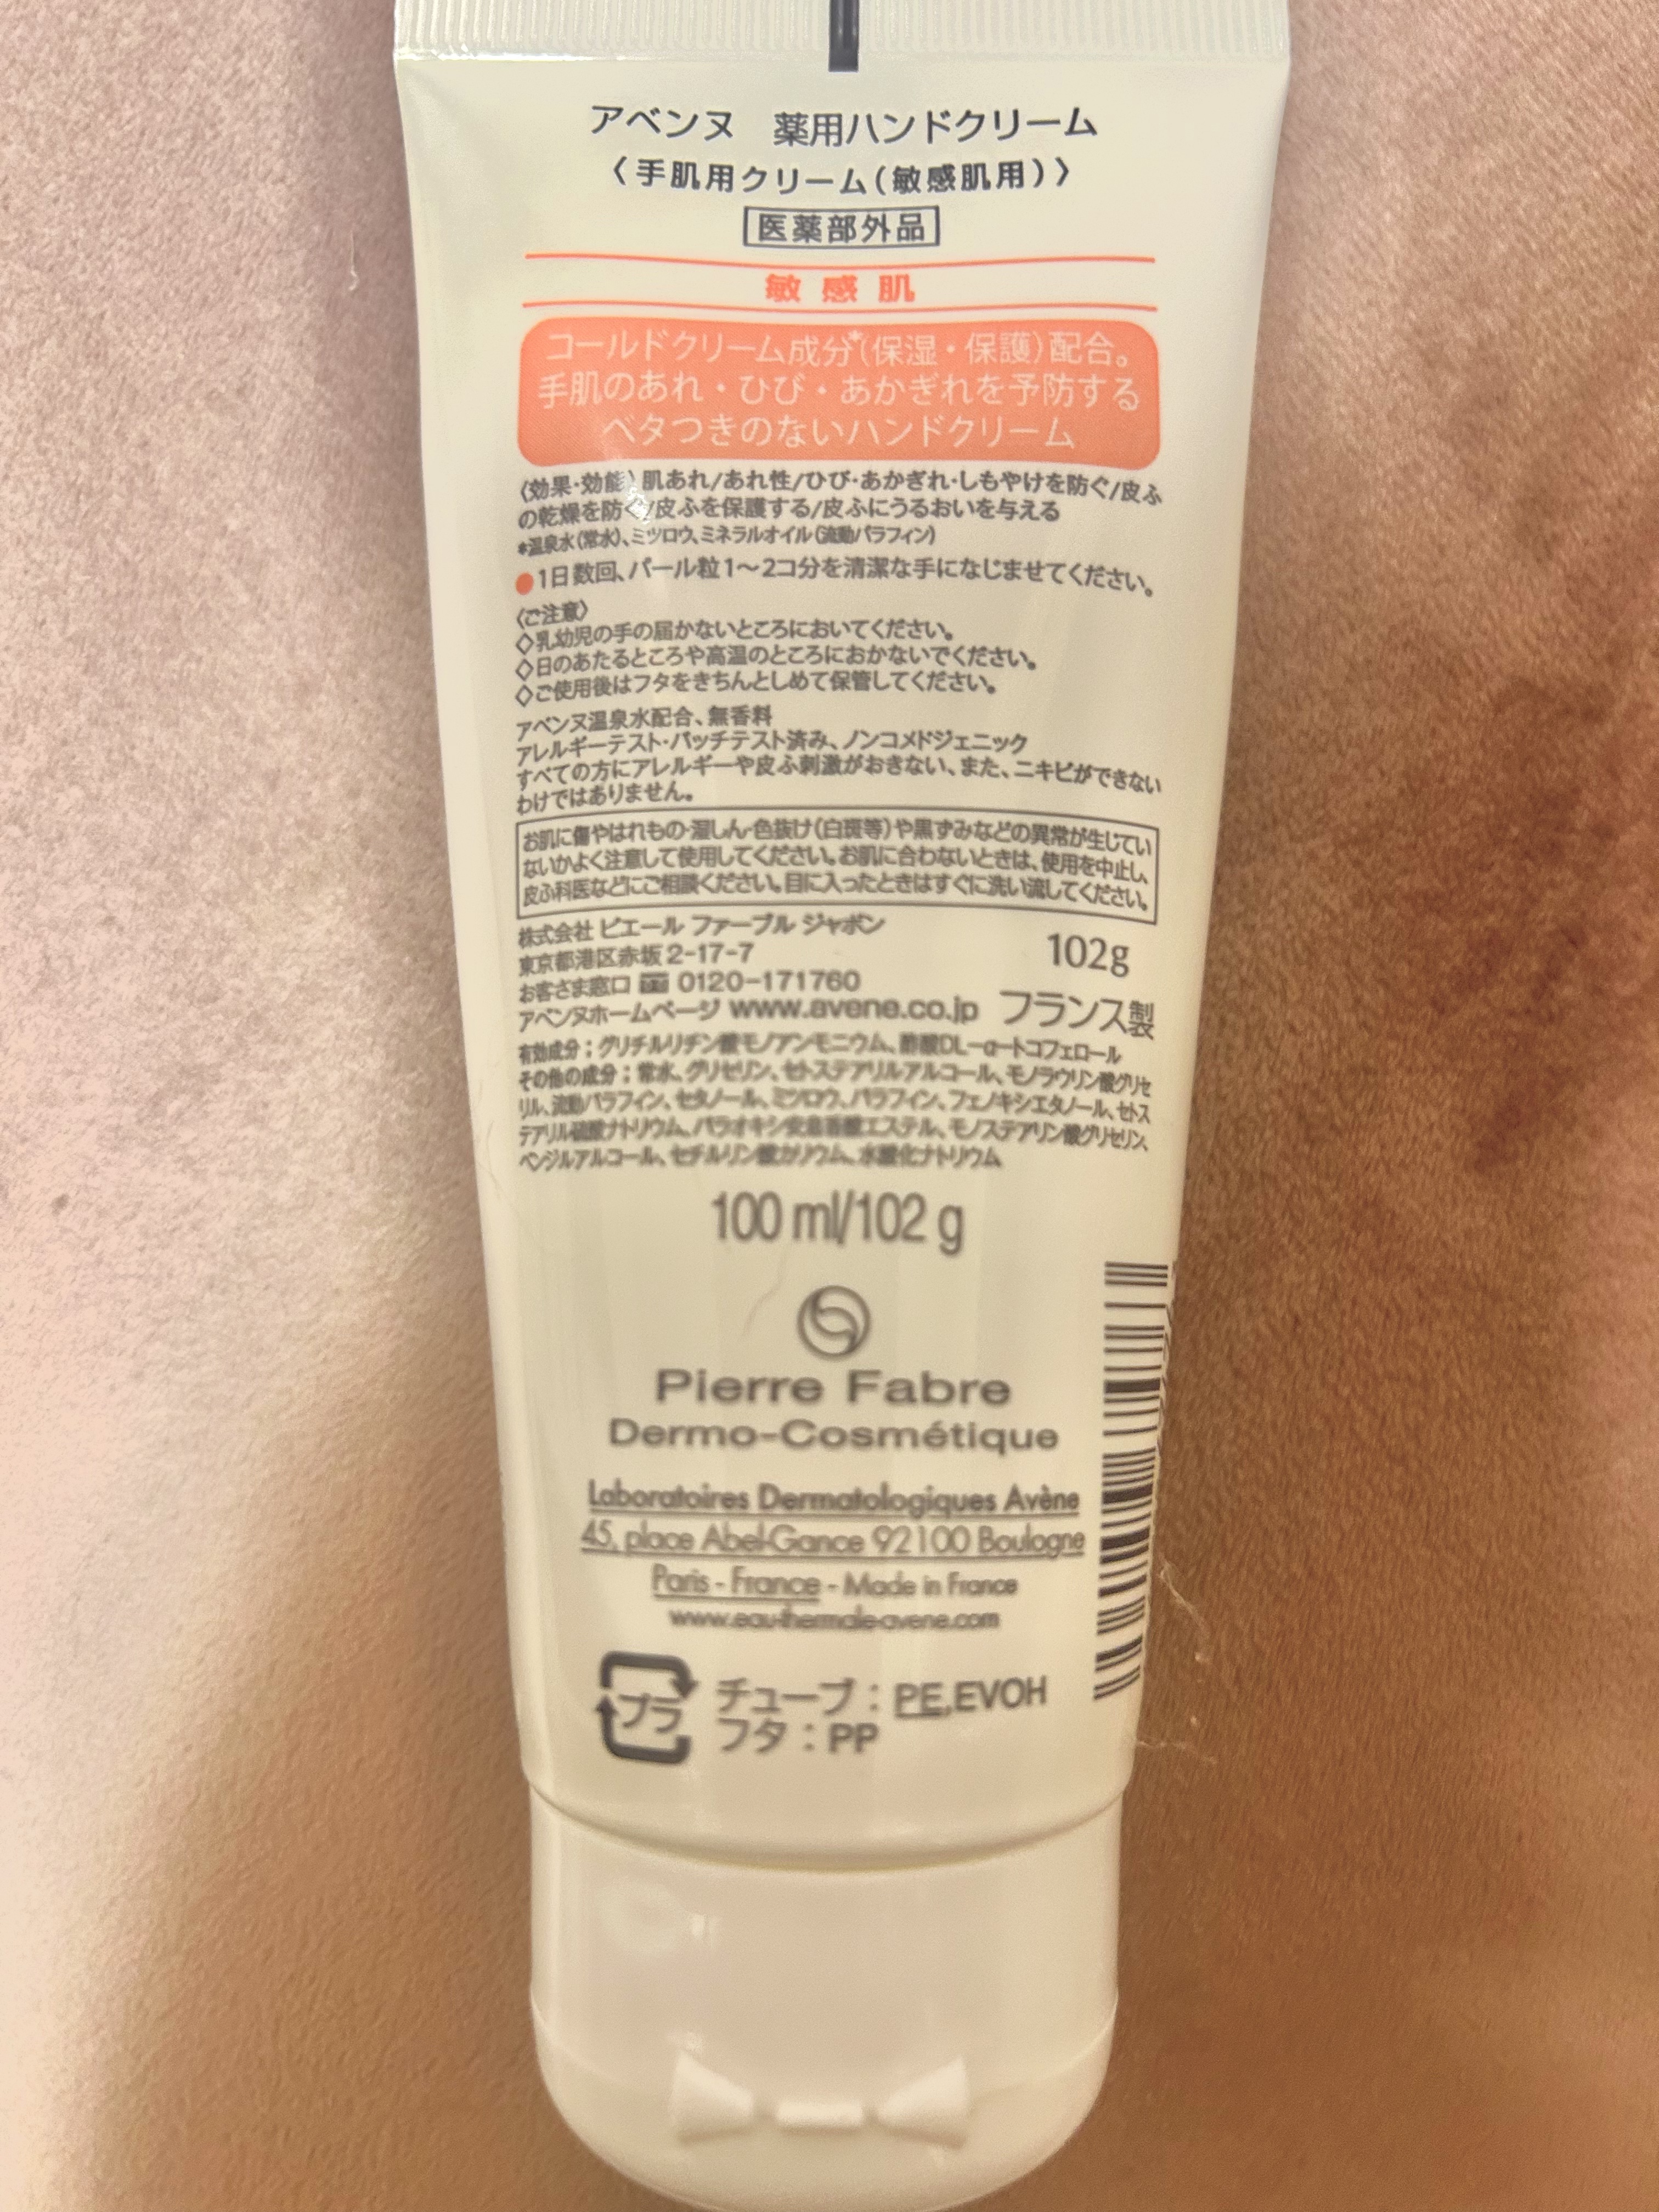 アベンヌ 薬用ハンドクリーム
〈手肌用クリーム(敏感肌用)〉
医薬部外品
敏感肌
コールドクリーム成分*(保湿・保護)配合。
手肌のあれ・ひび・あかぎれを予防する
ベタつきのないハンドクリーム
〈効果・効能〉肌あれ/あれ性/ひび・あかぎれ・しもやけを防ぐ/皮ふ
の乾燥を防ぐ/皮ふを保護する/皮ふにうるおいを与える
*温泉水(常水)、ミツロウ、ミネラルオイル(流動パラフィン)
●1日数回、パール粒1〜2コ分を清潔な手になじませてください。
〈ご注意〉
◇乳幼児の手の届かないところにおいてください。
◇日のあたるところや高温のところにおかないでください。
◇ご使用後はフタをきちんとしめて保管してください。
アベンヌ温泉水配合、無香料
アレルギーテスト・パッチテスト済み、ノンコメドジェニック
すべての方にアレルギーや皮ふ刺激がおきない、また、ニキビができない
わけではありません。
お肌に傷やはれもの・湿しん・色抜け(白斑等)や黒ずみなどの異常が生じてい
ないかよく注意して使用してください。お肌に合わないときは、使用を中止し、
皮ふ科医などにご相談ください。目に入ったときはすぐに洗い流してください。
株式会社 ピエール ファーブル ジャポン
東京都港区赤坂 2-17-7
102g
お客さま窓口 0120-171760
アベンヌホームページ www.avene.co.jp フランス製
有効成分：グリチルリチン酸モノアンモニウム、酢酸DL-α-トコフェロール
その他の成分：常水、グリセリン、セトステアリルアルコール、モノラウリン酸グリセ
リル、流動パラフィン、セタノール、ミツロウ、パラフィン、フェノキシエタノール、セトス
テアリル硫酸ナトリウム、パラオキシ安息香酸エステル、モノステアリン酸グリセリン、
ベンジルアルコール、セチルリン酸カリウム、水酸化ナトリウム
100 ml/102 g
Pierre Fabre
Dermo-Cosmétique
Laboratoires Dermatologiques Avène
45, place Abel-Gance 92100 Boulogne
Paris - France - Made in France
www.eau-thermale-avene.com
プラ
チューブ：PE,EVOH
フタ：PP